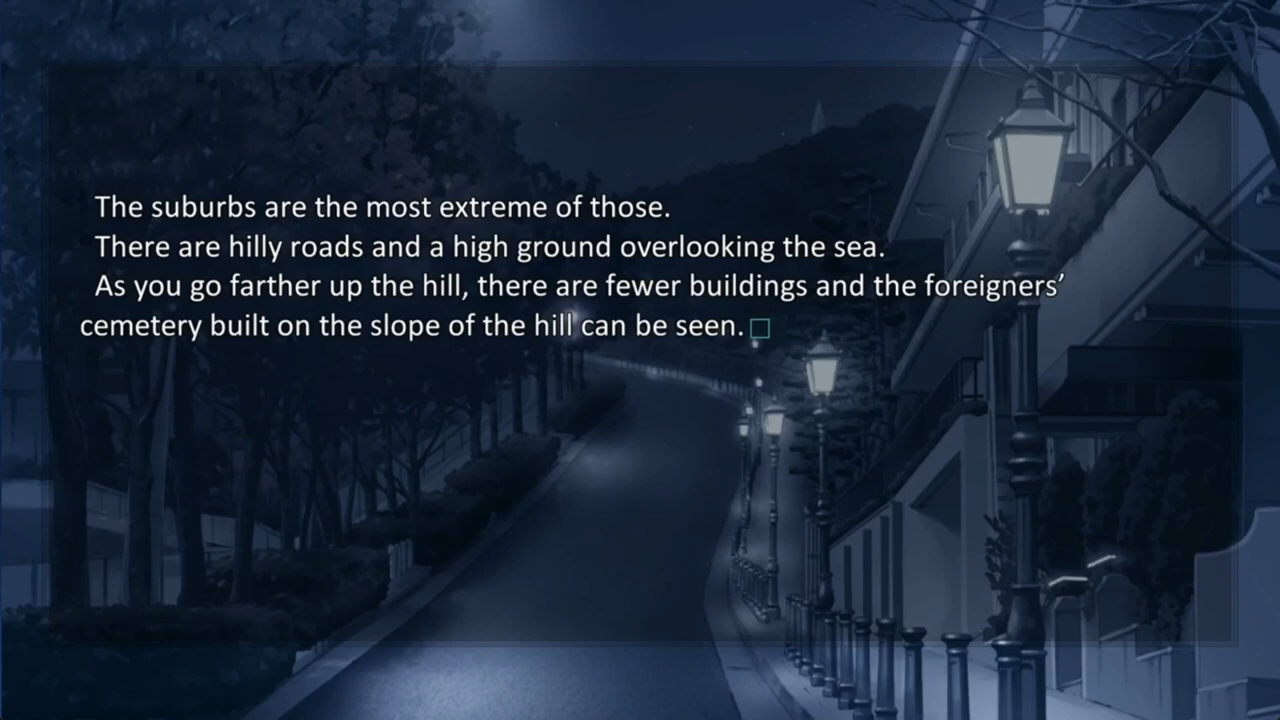 The suburbs are the most extreme of those.
There are hilly roads and a high ground overlooking the sea.
As you go farther up the hill, there are fewer buildings and the foreigners’
cemetery built on the slope of the hill can be seen.